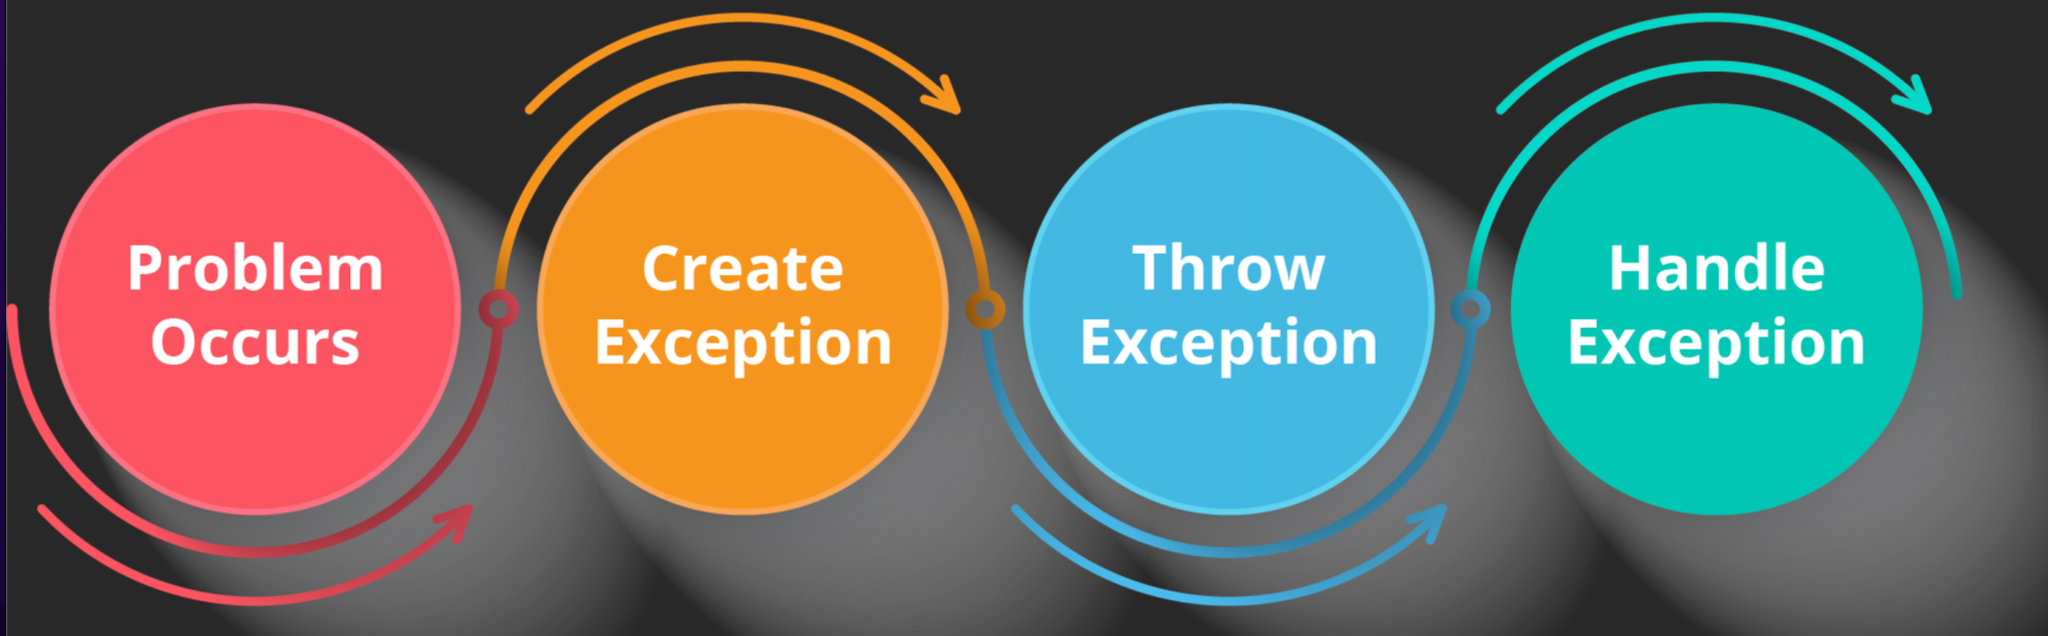 Problem
Occurs
Create
Exception
Throw
Exception
Handle
Exception